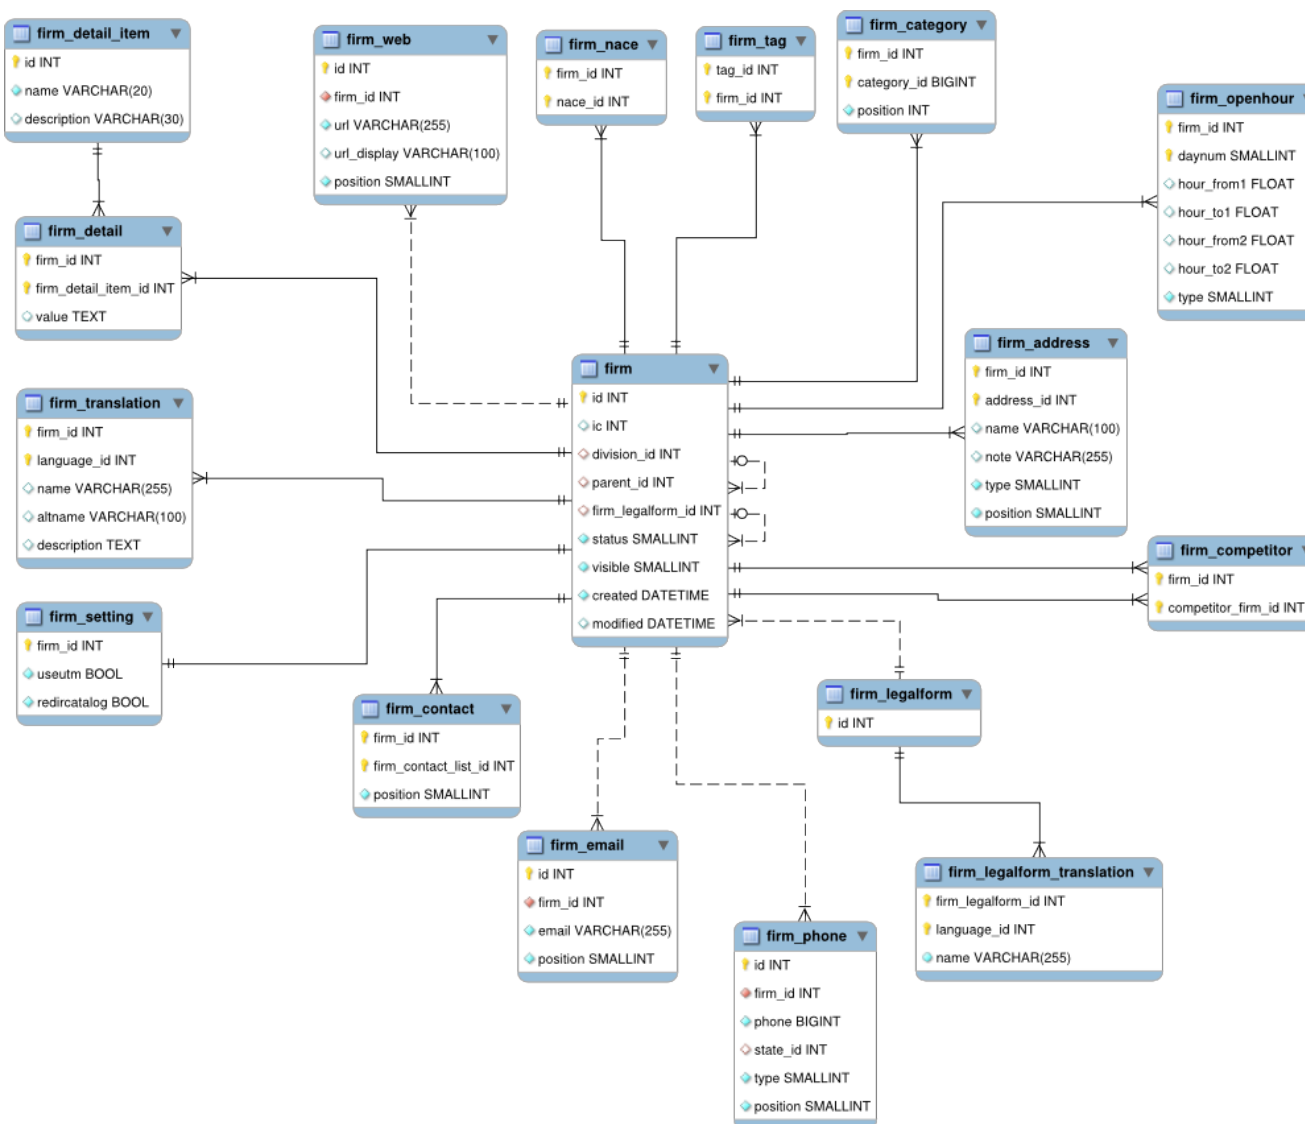 firm_detail_item
id INT
name VARCHAR(20)
description VARCHAR(30)
firm_web
id INT
firm_id INT
url VARCHAR(255)
url_display VARCHAR(100)
position SMALLINT
firm_nace
firm_id INT
nace_id INT
firm_tag
tag_id INT
firm_id INT
firm_category
firm_id INT
category_id BIGINT
position INT
firm_openhour
firm_id INT
daynum SMALLINT
hour_from1 FLOAT
hour_to1 FLOAT
hour_from2 FLOAT
hour_to2 FLOAT
type SMALLINT
firm_detail
firm_id INT
firm_detail_item_id INT
value TEXT
firm
id INT
ic INT
division_id INT
parent_id INT
firm_legalform_id INT
status SMALLINT
visible SMALLINT
created DATETIME
modified DATETIME
firm_address
firm_id INT
address_id INT
name VARCHAR(100)
note VARCHAR(255)
type SMALLINT
position SMALLINT
firm_translation
firm_id INT
language_id INT
name VARCHAR(255)
altname VARCHAR(100)
description TEXT
firm_competitor
firm_id INT
competitor_firm_id INT
firm_setting
firm_id INT
useutm BOOL
redircatalog BOOL
firm_contact
firm_id INT
firm_contact_list_id INT
position SMALLINT
firm_legalform
id INT
firm_email
id INT
firm_id INT
email VARCHAR(255)
position SMALLINT
firm_legalform_translation
firm_legalform_id INT
language_id INT
name VARCHAR(255)
firm_phone
id INT
firm_id INT
phone BIGINT
state_id INT
type SMALLINT
position SMALLINT